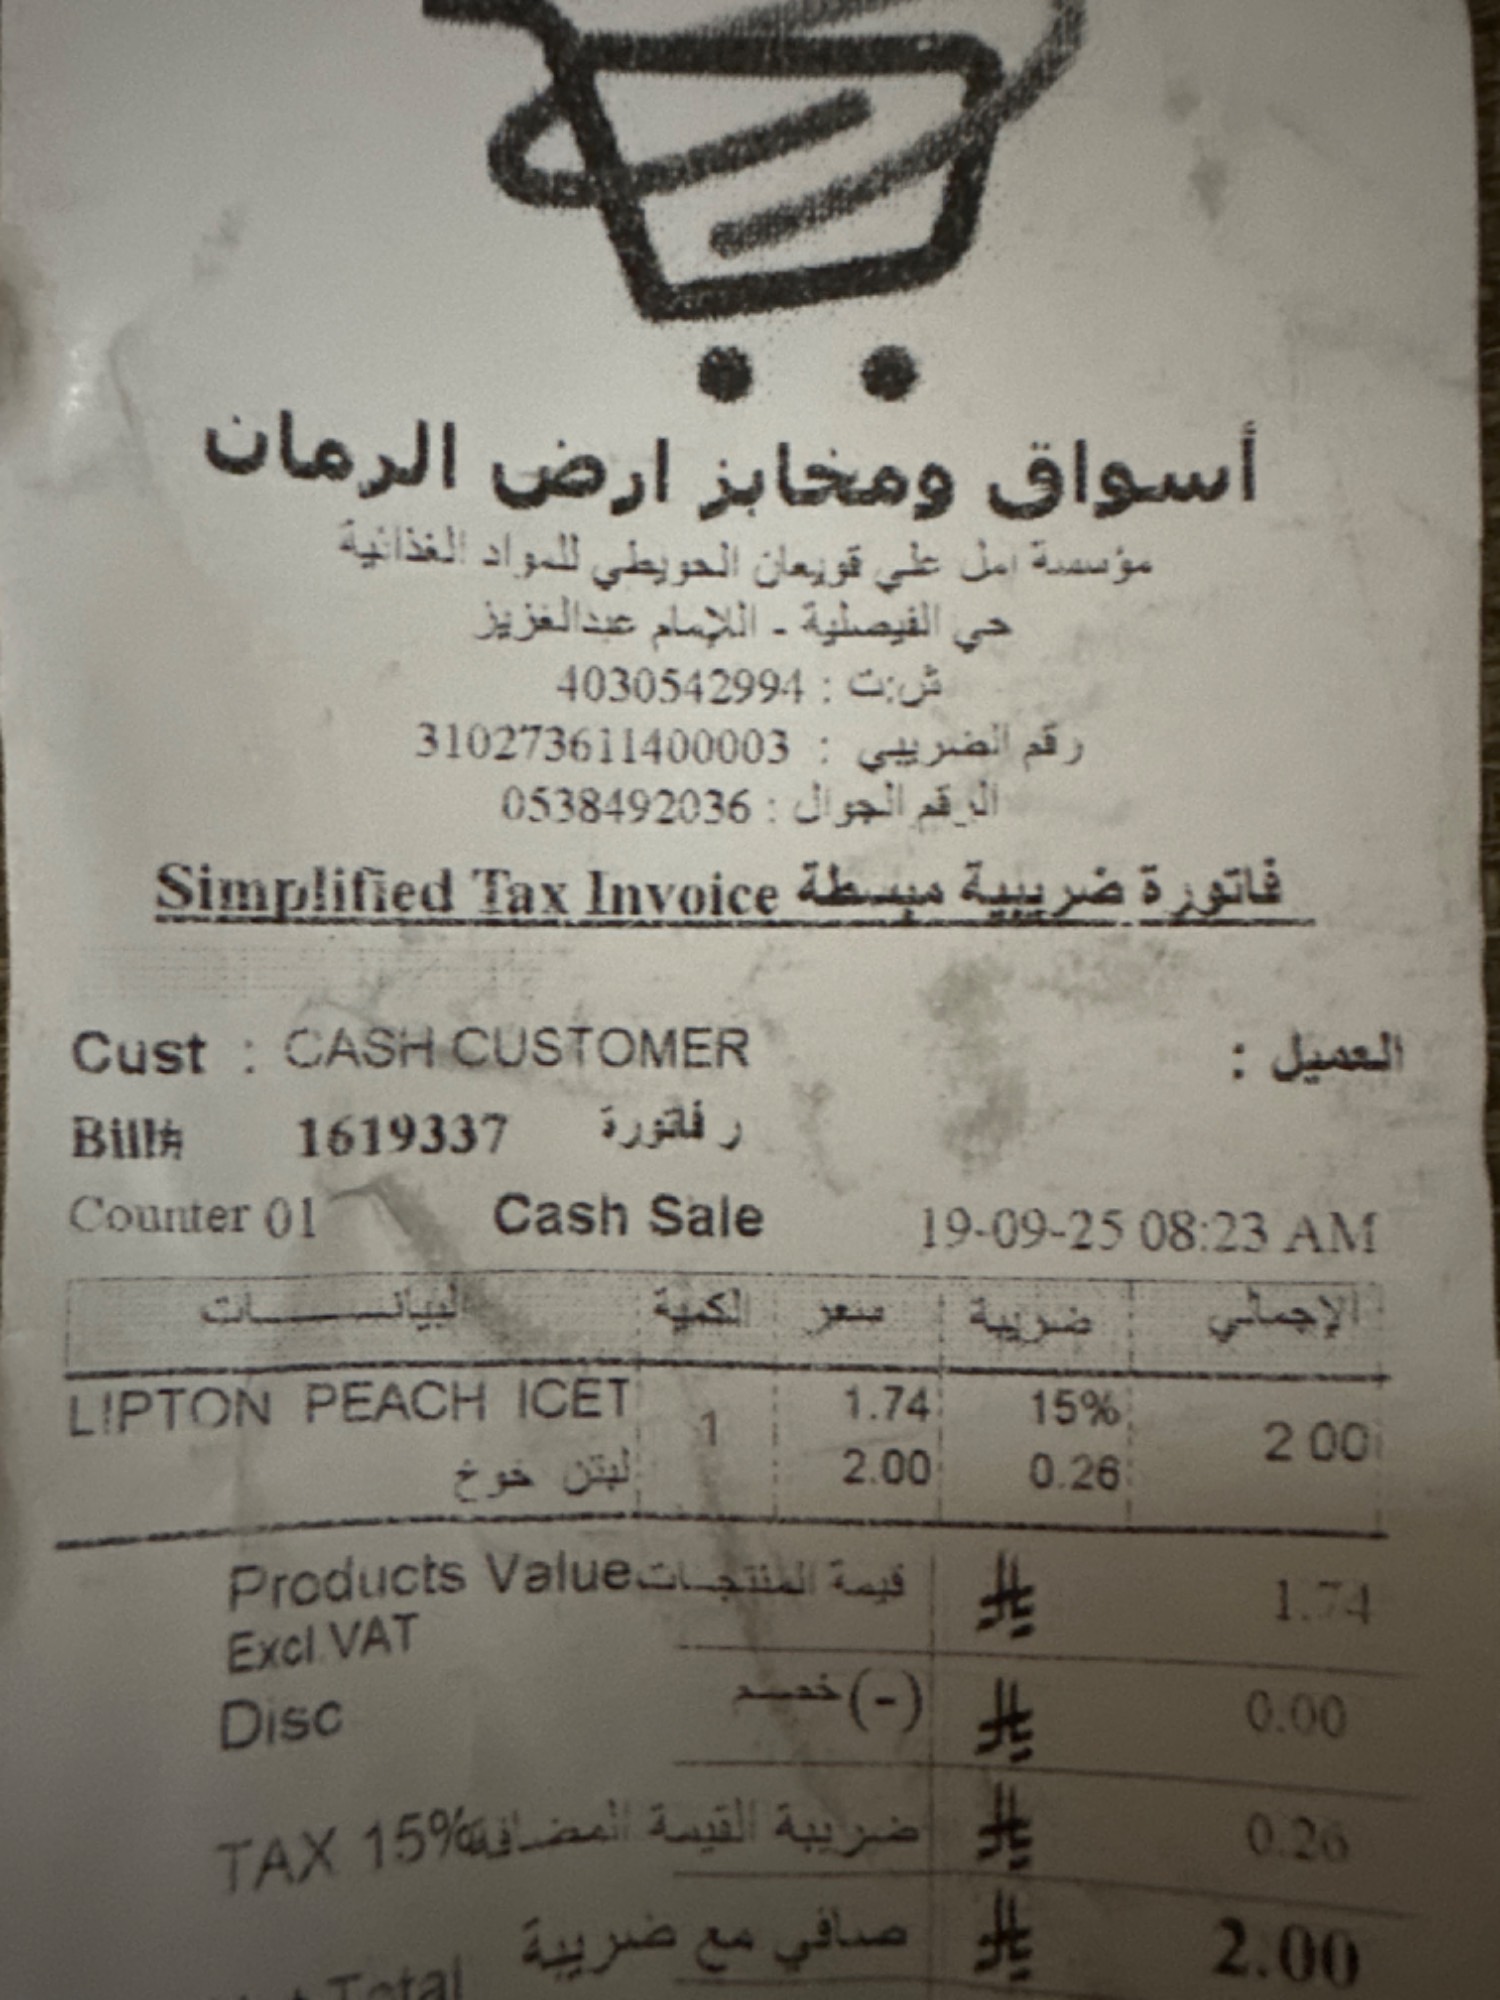 أسواق ومخابز ارض الرمان
مؤسسة امل علي قويعان الحويطي للمواد الغذائية
حي الفيصلية - الإمام عبدالعزيز
س:ت : 4030542994
رقم الضريبي : 310273611400003
الرقم الجوال : 0538492036
Simplified Tax Invoice فاتورة ضريبية مبسطة
Cust : CASH CUSTOMER العميل :
Bill# 1619337 ر فاتورة
Counter 01 Cash Sale 19-09-25 08:23 AM
البيانـــــات الكمية سعر ضريبة الإجمالي
LIPTON PEACH ICET 1 1.74 15% 2.00
لبتن خوخ 2.00 0.26
Products Value قيمة المنتجـات 1.74
Excl.VAT
Disc (-) خصم 0.00
TAX 15% ضريبة القيمة المضافة 0.26
Total صافي مع ضريبة 2.00